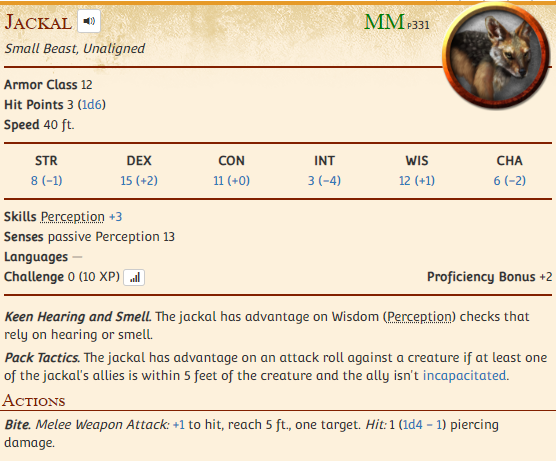 JACKAL MM p331
Small Beast, Unaligned
Armor Class 12
Hit Points 3 (1d6)
Speed 40 ft.
STR DEX CON INT WIS CHA
8 (−1) 15 (+2) 11 (+0) 3 (−4) 12 (+1) 6 (−2)
Skills Perception +3
Senses passive Perception 13
Languages —
Challenge 0 (10 XP) Proficiency Bonus +2
Keen Hearing and Smell. The jackal has advantage on Wisdom (Perception) checks that
rely on hearing or smell.
Pack Tactics. The jackal has advantage on an attack roll against a creature if at least one
of the jackal's allies is within 5 feet of the creature and the ally isn't incapacitated.
ACTIONS
Bite. Melee Weapon Attack: +1 to hit, reach 5 ft., one target. Hit: 1 (1d4 − 1) piercing
damage.